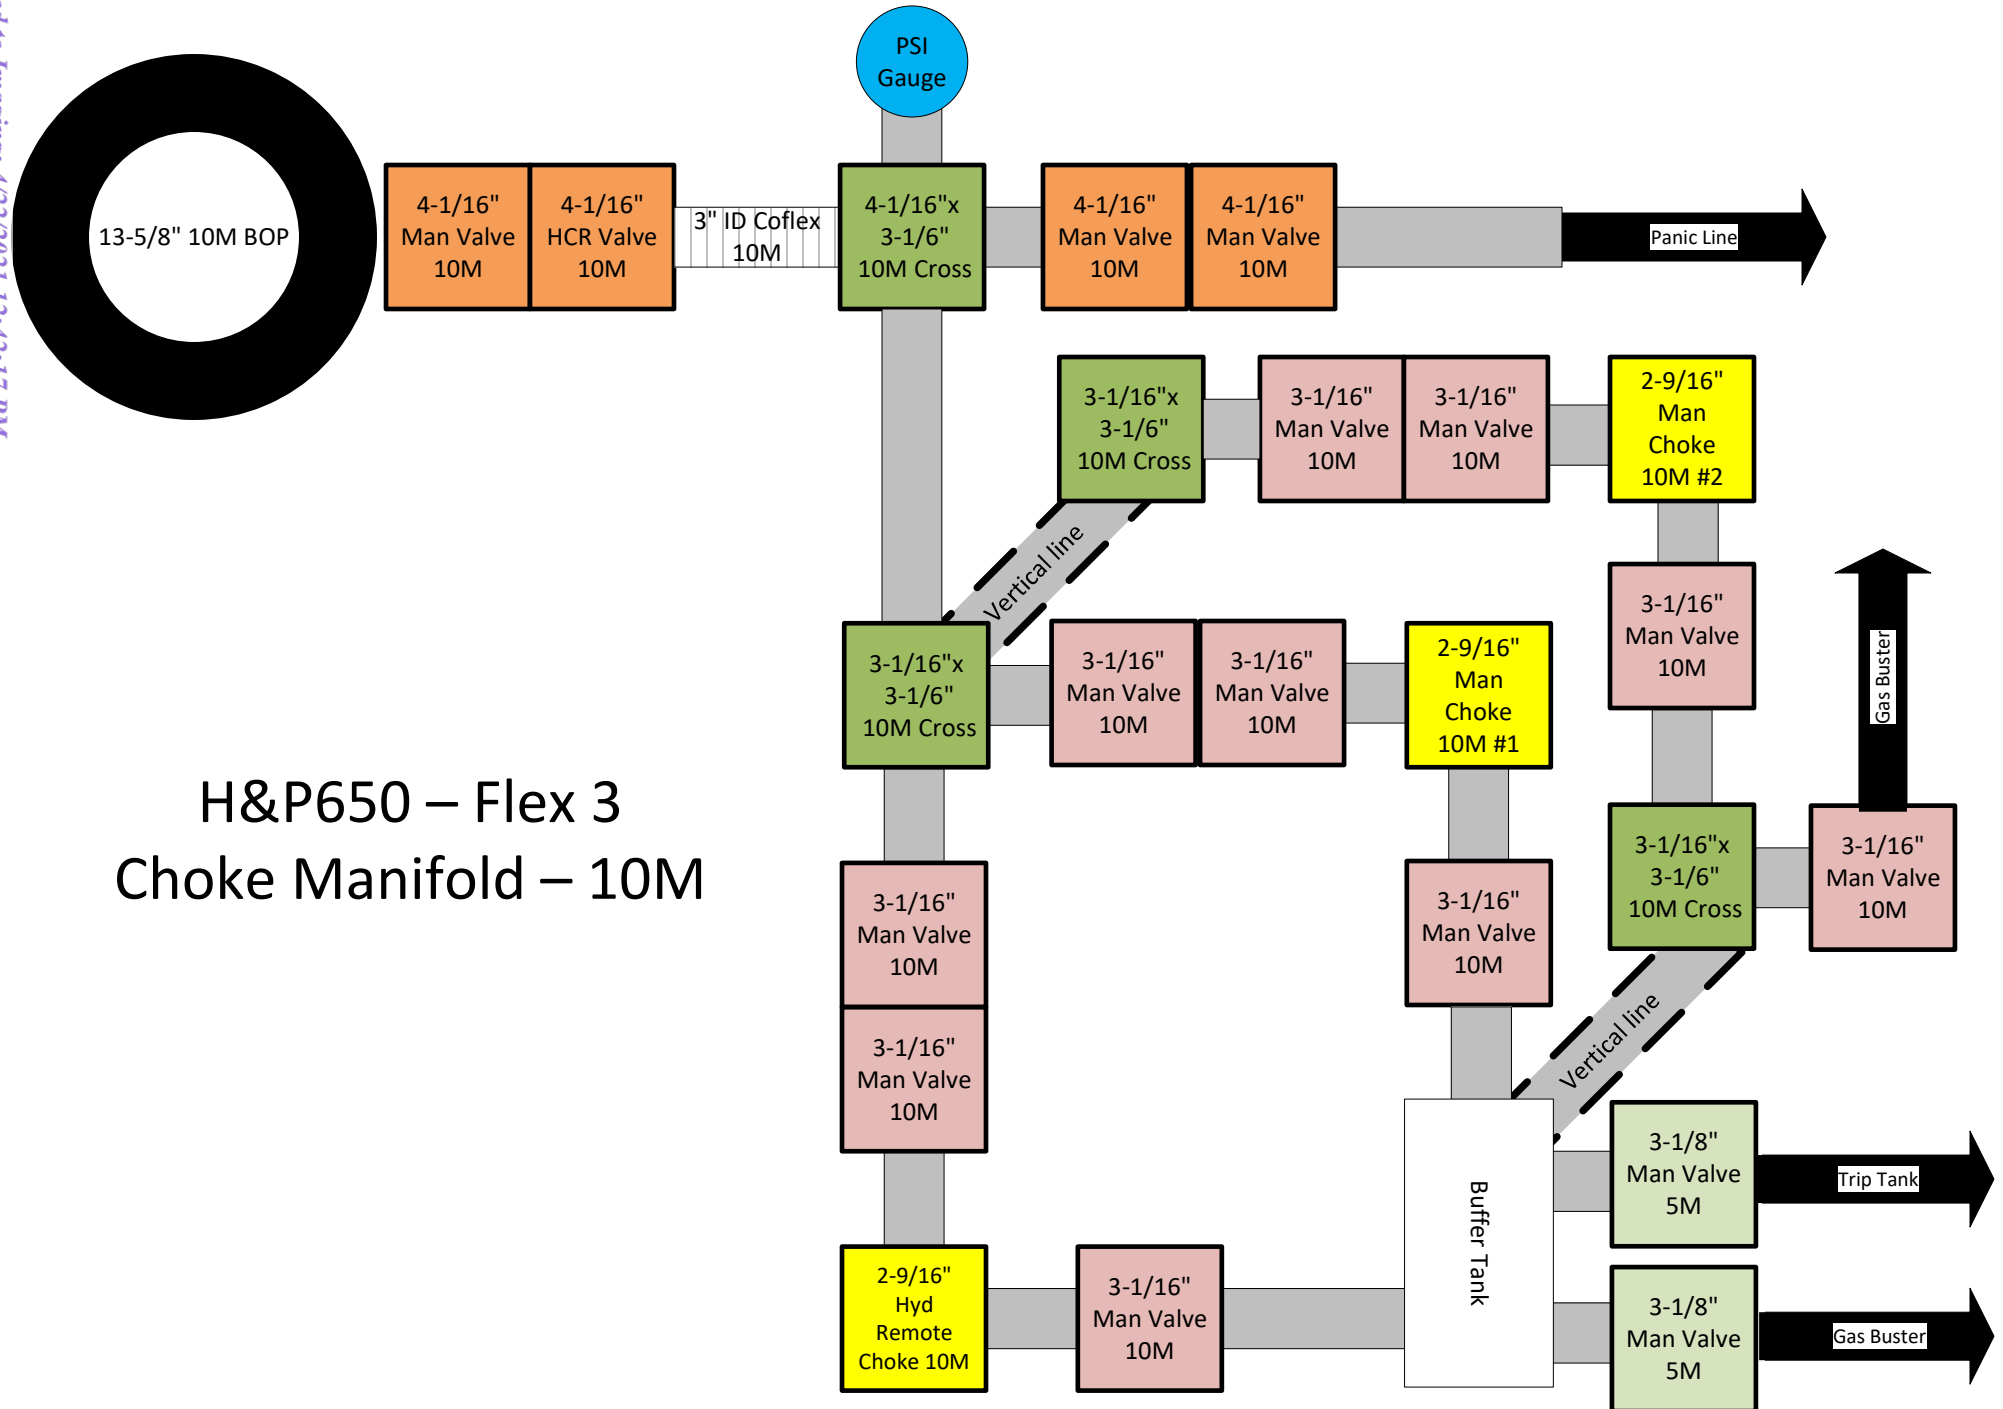 PSI
Gauge
13-5/8" 10M BOP
4-1/16"
Man Valve
10M
4-1/16"
HCR Valve
10M
3" ID Coflex
10M
4-1/16"x
3-1/6"
10M Cross
4-1/16"
Man Valve
10M
4-1/16"
Man Valve
10M
Panic Line
3-1/16"x
3-1/6"
10M Cross
3-1/16"
Man Valve
10M
3-1/16"
Man Valve
10M
2-9/16"
Man
Choke
10M #2
Vertical line
3-1/16"
Man Valve
10M
Gas Buster
3-1/16"x
3-1/6"
10M Cross
3-1/16"
Man Valve
10M
3-1/16"
Man Valve
10M
2-9/16"
Man
Choke
10M #1
H&P650 – Flex 3
Choke Manifold – 10M
3-1/16"
Man Valve
10M
3-1/16"
Man Valve
10M
3-1/16"x
3-1/6"
10M Cross
3-1/16"
Man Valve
10M
3-1/16"
Man Valve
10M
Vertical line
Buffer Tank
3-1/8"
Man Valve
5M
Trip Tank
2-9/16"
Hyd
Remote
Choke 10M
3-1/16"
Man Valve
10M
3-1/8"
Man Valve
5M
Gas Buster